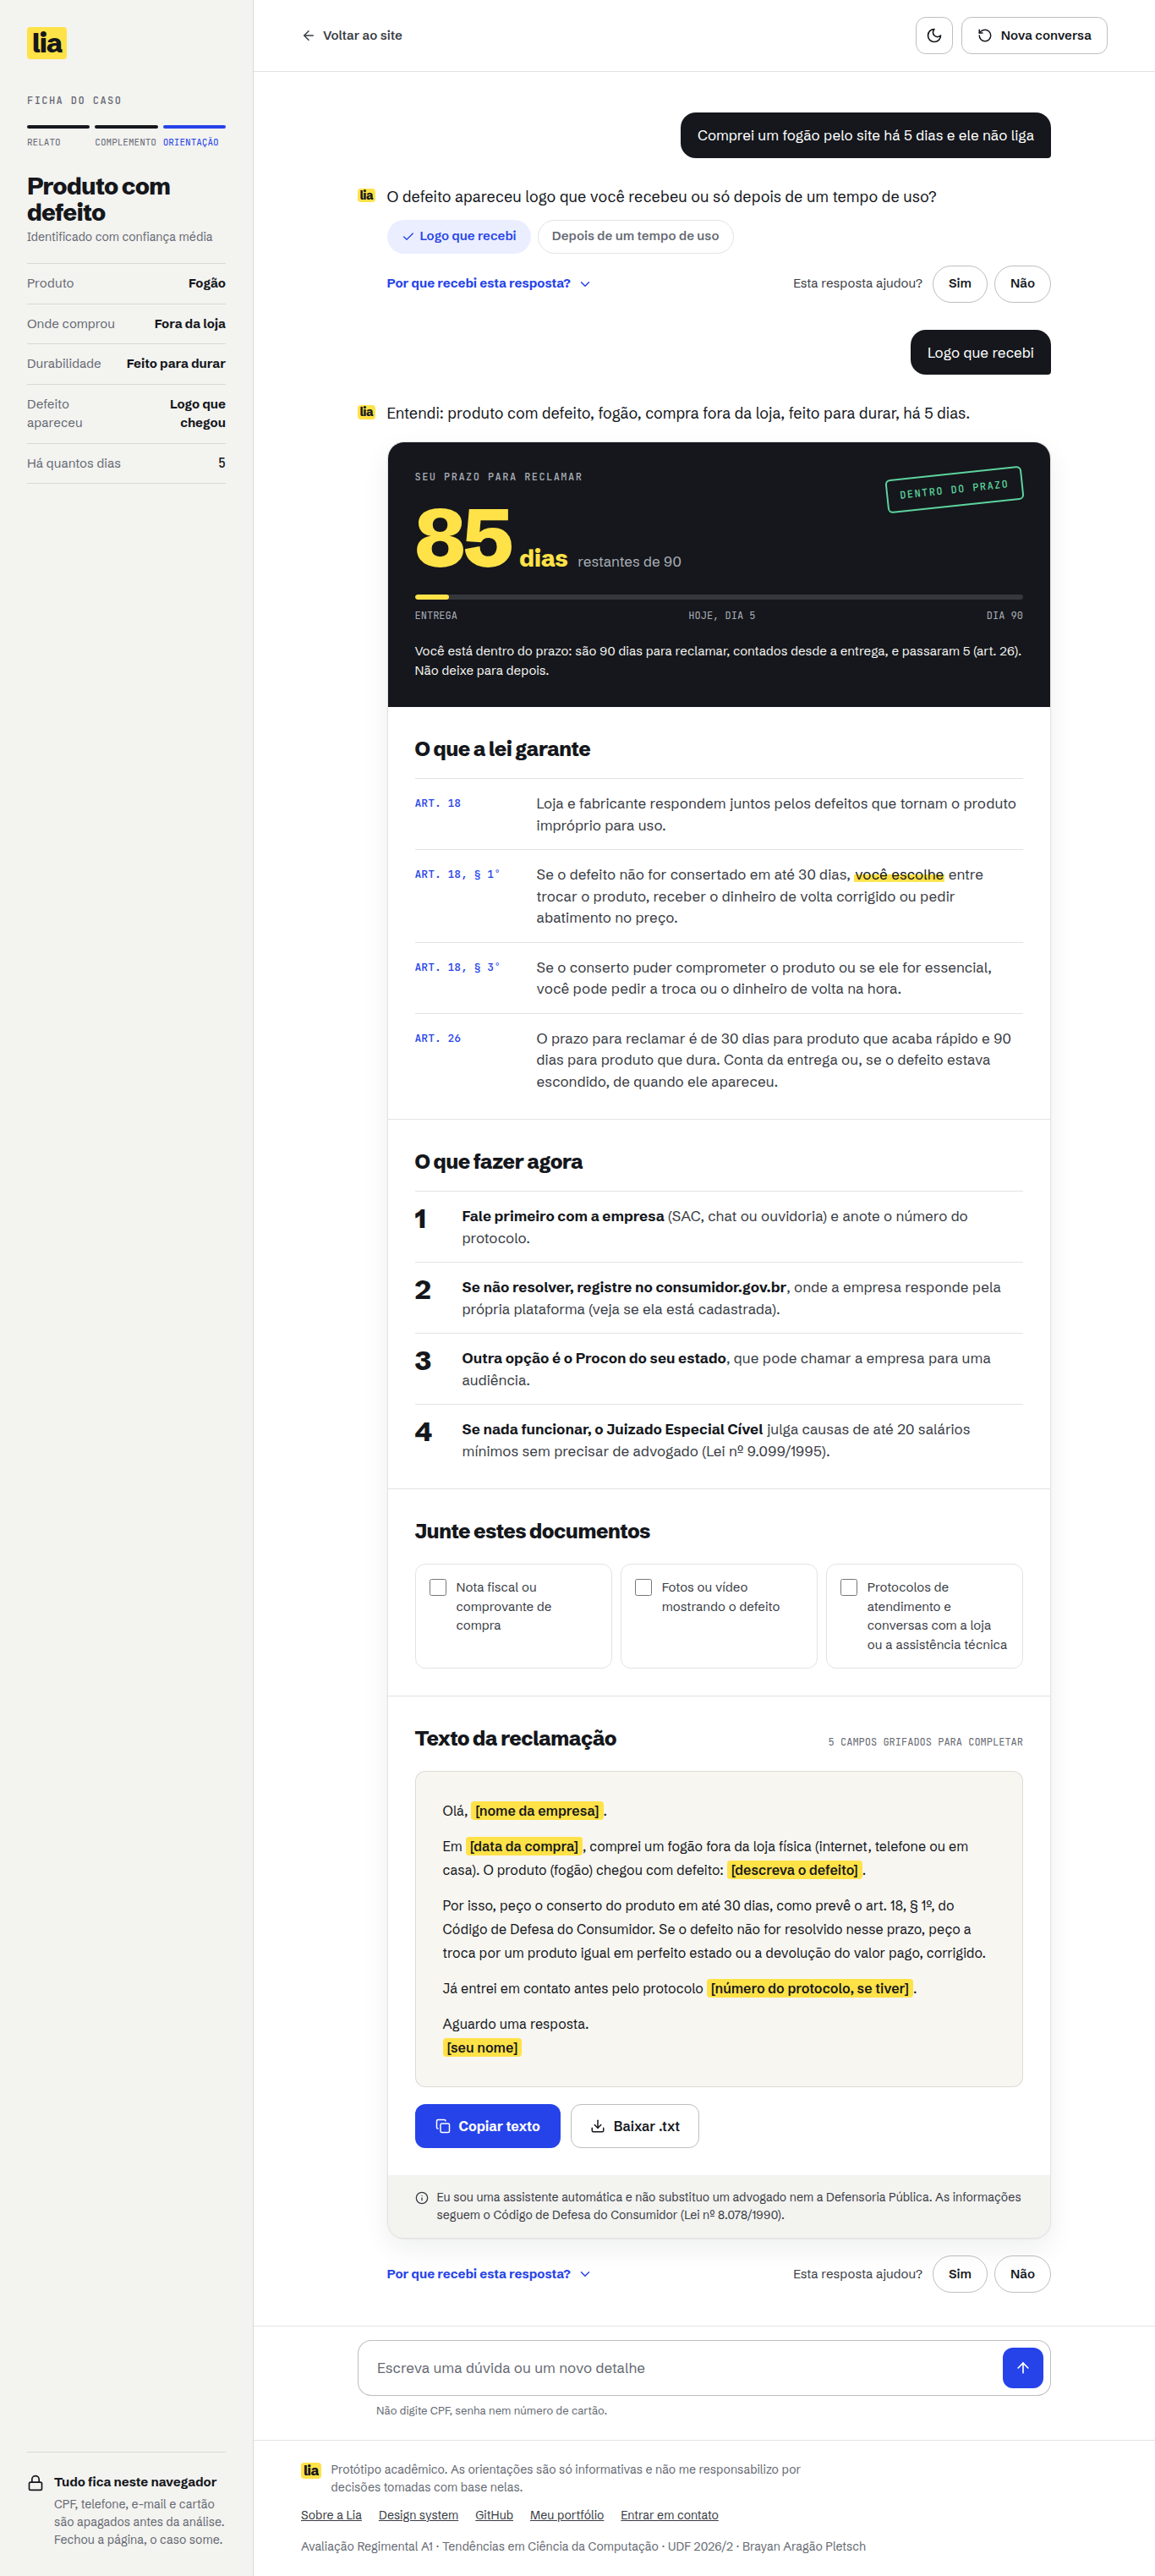 lia
FICHA DO CASO
RELATO
COMPLEMENTO
ORIENTAÇÃO
Produto com
defeito
Identificado com confiança média
Produto
Fogão
Onde comprou
Fora da loja
Durabilidade
Feito para durar
Defeito
apareceu
Logo que
chegou
Há quantos dias
5
Tudo fica neste navegador
CPF, telefone, e-mail e cartão
são apagados antes da análise.
Fechou a página, o caso some.
Voltar ao site
Nova conversa
Comprei um fogão pelo site há 5 dias e ele não liga
lia
O defeito apareceu logo que você recebeu ou só depois de um tempo de uso?
Logo que recebi
Depois de um tempo de uso
Por que recebi esta resposta?
Esta resposta ajudou?
Sim
Não
Logo que recebi
lia
Entendi: produto com defeito, fogão, compra fora da loja, feito para durar, há 5 dias.
SEU PRAZO PARA RECLAMAR
DENTRO DO PRAZO
85 dias restantes de 90
ENTREGA
HOJE, DIA 5
DIA 90
Você está dentro do prazo: são 90 dias para reclamar, contados desde a entrega, e passaram 5 (art. 26).
Não deixe para depois.
O que a lei garante
ART. 18
Loja e fabricante respondem juntos pelos defeitos que tornam o produto
impróprio para uso.
ART. 18, § 1°
Se o defeito não for consertado em até 30 dias, você escolhe entre
trocar o produto, receber o dinheiro de volta corrigido ou pedir
abatimento no preço.
ART. 18, § 3°
Se o conserto puder comprometer o produto ou se ele for essencial,
você pode pedir a troca ou o dinheiro de volta na hora.
ART. 26
O prazo para reclamar é de 30 dias para produto que acaba rápido e 90
dias para produto que dura. Conta da entrega ou, se o defeito estava
escondido, de quando ele apareceu.
O que fazer agora
1
Fale primeiro com a empresa (SAC, chat ou ouvidoria) e anote o número do
protocolo.
2
Se não resolver, registre no consumidor.gov.br, onde a empresa responde pela
própria plataforma (veja se ela está cadastrada).
3
Outra opção é o Procon do seu estado, que pode chamar a empresa para uma
audiência.
4
Se nada funcionar, o Juizado Especial Cível julga causas de até 20 salários
mínimos sem precisar de advogado (Lei nº 9.099/1995).
Junte estes documentos
Nota fiscal ou
comprovante de
compra
Fotos ou vídeo
mostrando o defeito
Protocolos de
atendimento e
conversas com a loja
ou a assistência técnica
Texto da reclamação
5 CAMPOS GRIFADOS PARA COMPLETAR
Olá, [nome da empresa].
Em [data da compra], comprei um fogão fora da loja física (internet, telefone ou em
casa). O produto (fogão) chegou com defeito: [descreva o defeito].
Por isso, peço o conserto do produto em até 30 dias, como prevê o art. 18, § 1º, do
Código de Defesa do Consumidor. Se o defeito não for resolvido nesse prazo, peço a
troca por um produto igual em perfeito estado ou a devolução do valor pago, corrigido.
Já entrei em contato antes pelo protocolo [número do protocolo, se tiver].
Aguardo uma resposta.
[seu nome]
Copiar texto
Baixar .txt
Eu sou uma assistente automática e não substituo um advogado nem a Defensoria Pública. As informações
seguem o Código de Defesa do Consumidor (Lei nº 8.078/1990).
Por que recebi esta resposta?
Esta resposta ajudou?
Sim
Não
Escreva uma dúvida ou um novo detalhe
Não digite CPF, senha nem número de cartão.
lia
Protótipo acadêmico. As orientações são só informativas e não me responsabilizo por
decisões tomadas com base nelas.
Sobre a Lia
Design system
GitHub
Meu portfólio
Entrar em contato
Avaliação Regimental A1 · Tendências em Ciência da Computação · UDF 2026/2 · Brayan Aragão Pletsch